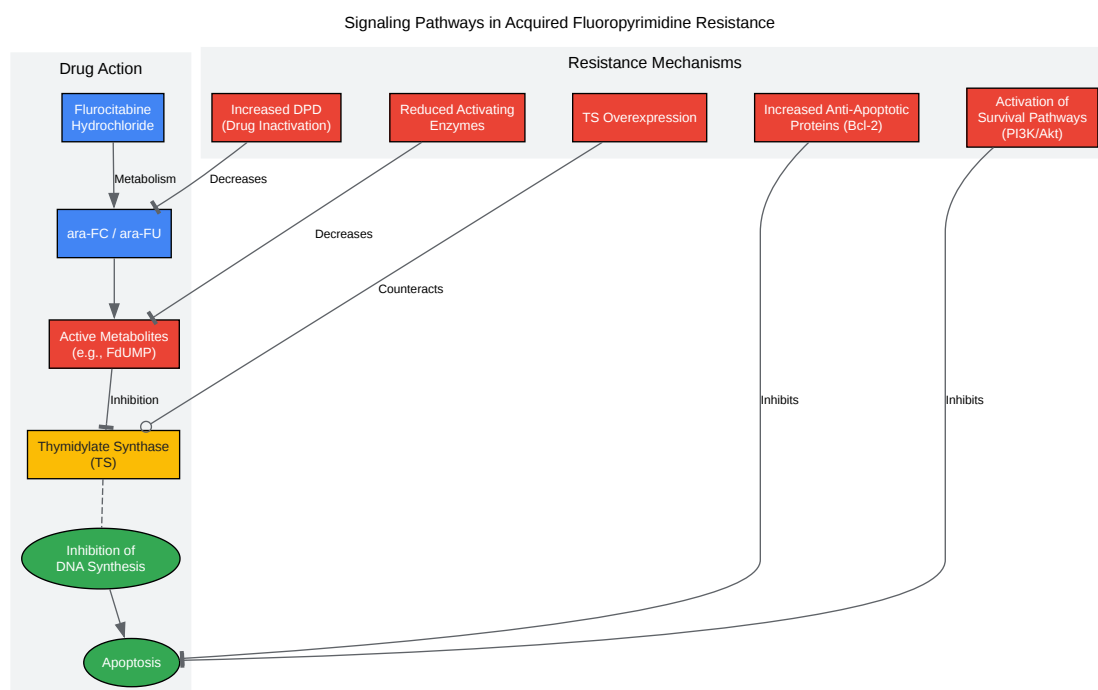 Signaling Pathways in Acquired Fluoropyrimidine Resistance
Drug Action
Resistance Mechanisms
Flurocitabine
Hydrochloride
Increased DPD
(Drug Inactivation)
Reduced Activating
Enzymes
TS Overexpression
Increased Anti-Apoptotic
Proteins (Bcl-2)
Activation of
Survival Pathways
(PI3K/Akt)
Metabolism
Decreases
ara-FC / ara-FU
Decreases
Counteracts
Active Metabolites
(e.g., FdUMP)
Inhibition
Inhibits
Inhibits
Thymidylate Synthase
(TS)
Inhibition of
DNA Synthesis
Apoptosis